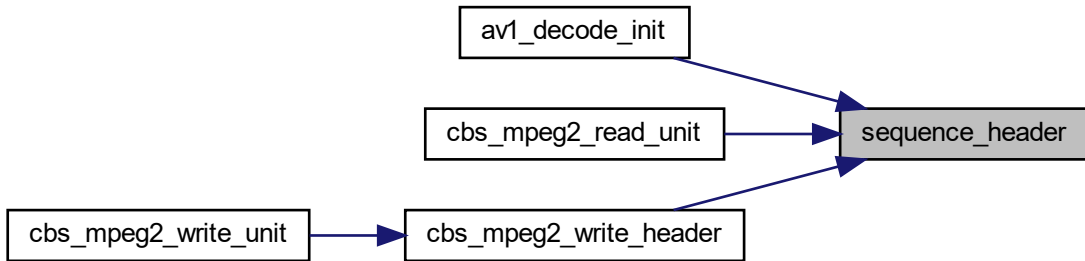 av1_decode_init
cbs_mpeg2_read_unit
sequence_header
cbs_mpeg2_write_unit
cbs_mpeg2_write_header